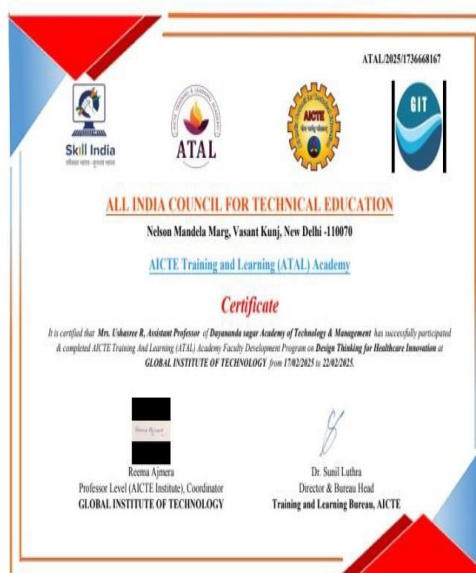 ATAL/2025/1736668167
Skill India
कौशल भारत - कुशल भारत
ATAL
AICTE
GIT
ALL INDIA COUNCIL FOR TECHNICAL EDUCATION
Nelson Mandela Marg, Vasant Kunj, New Delhi -110070
AICTE Training and Learning (ATAL) Academy
Certificate
It is certified that Mrs. Ushasree R, Assistant Professor of Dayananda sagar Academy of Technology & Management has successfully participated
& completed AICTE Training And Learning (ATAL) Academy Faculty Development Program on Design Thinking for Healthcare Innovation at
GLOBAL INSTITUTE OF TECHNOLOGY from 17/02/2025 to 22/02/2025.
Reema Ajmera
Reema Ajmera
Professor Level (AICTE Institute), Coordinator
GLOBAL INSTITUTE OF TECHNOLOGY
Dr. Sunil Luthra
Director & Bureau Head
Training and Learning Bureau, AICTE